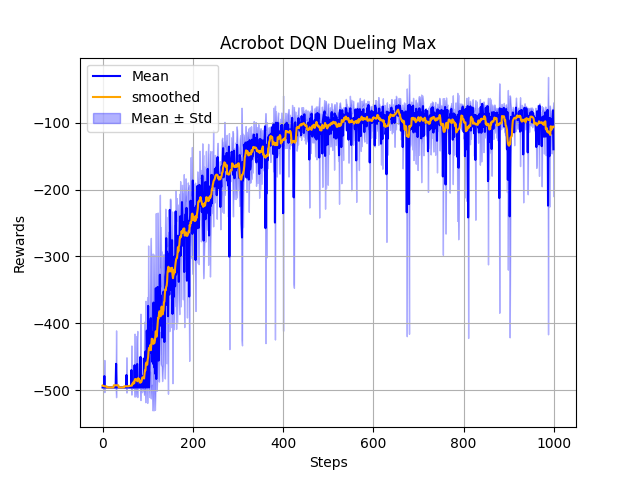 Acrobot DQN Dueling Max
Mean
smoothed
Mean ± Std
Rewards
−100
−200
−300
−400
−500
0 200 400 600 800 1000
Steps